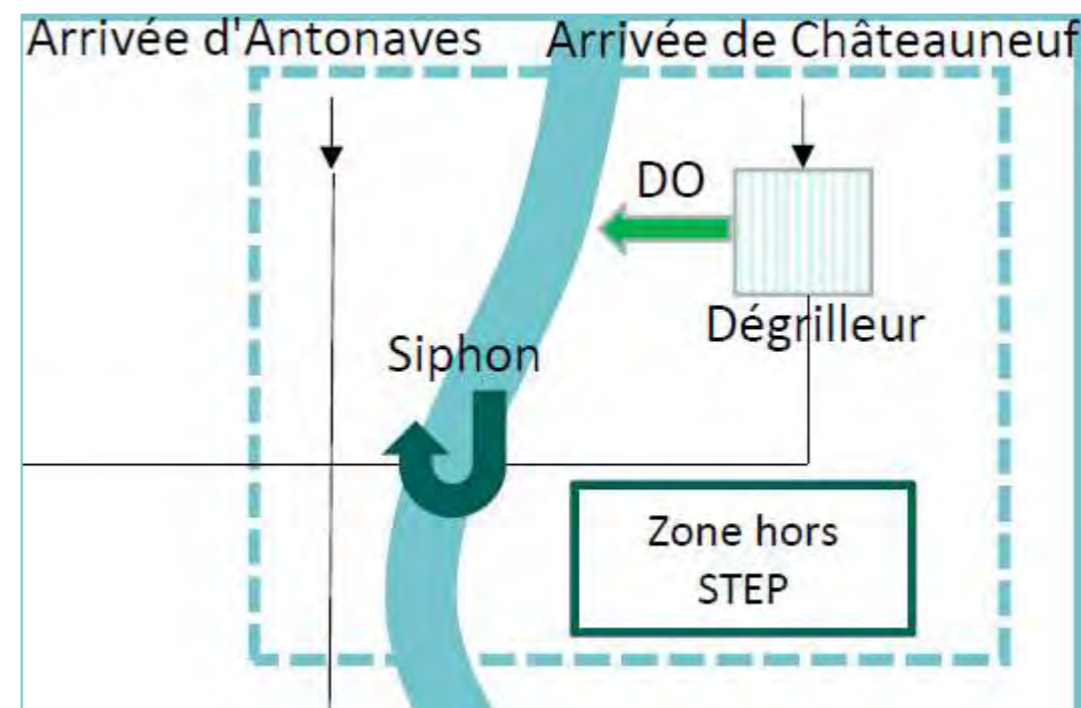 Arrivée d'Antonaves
Arrivée de Châteauneuf
DO
Dégrilleur
Siphon
Zone hors
STEP